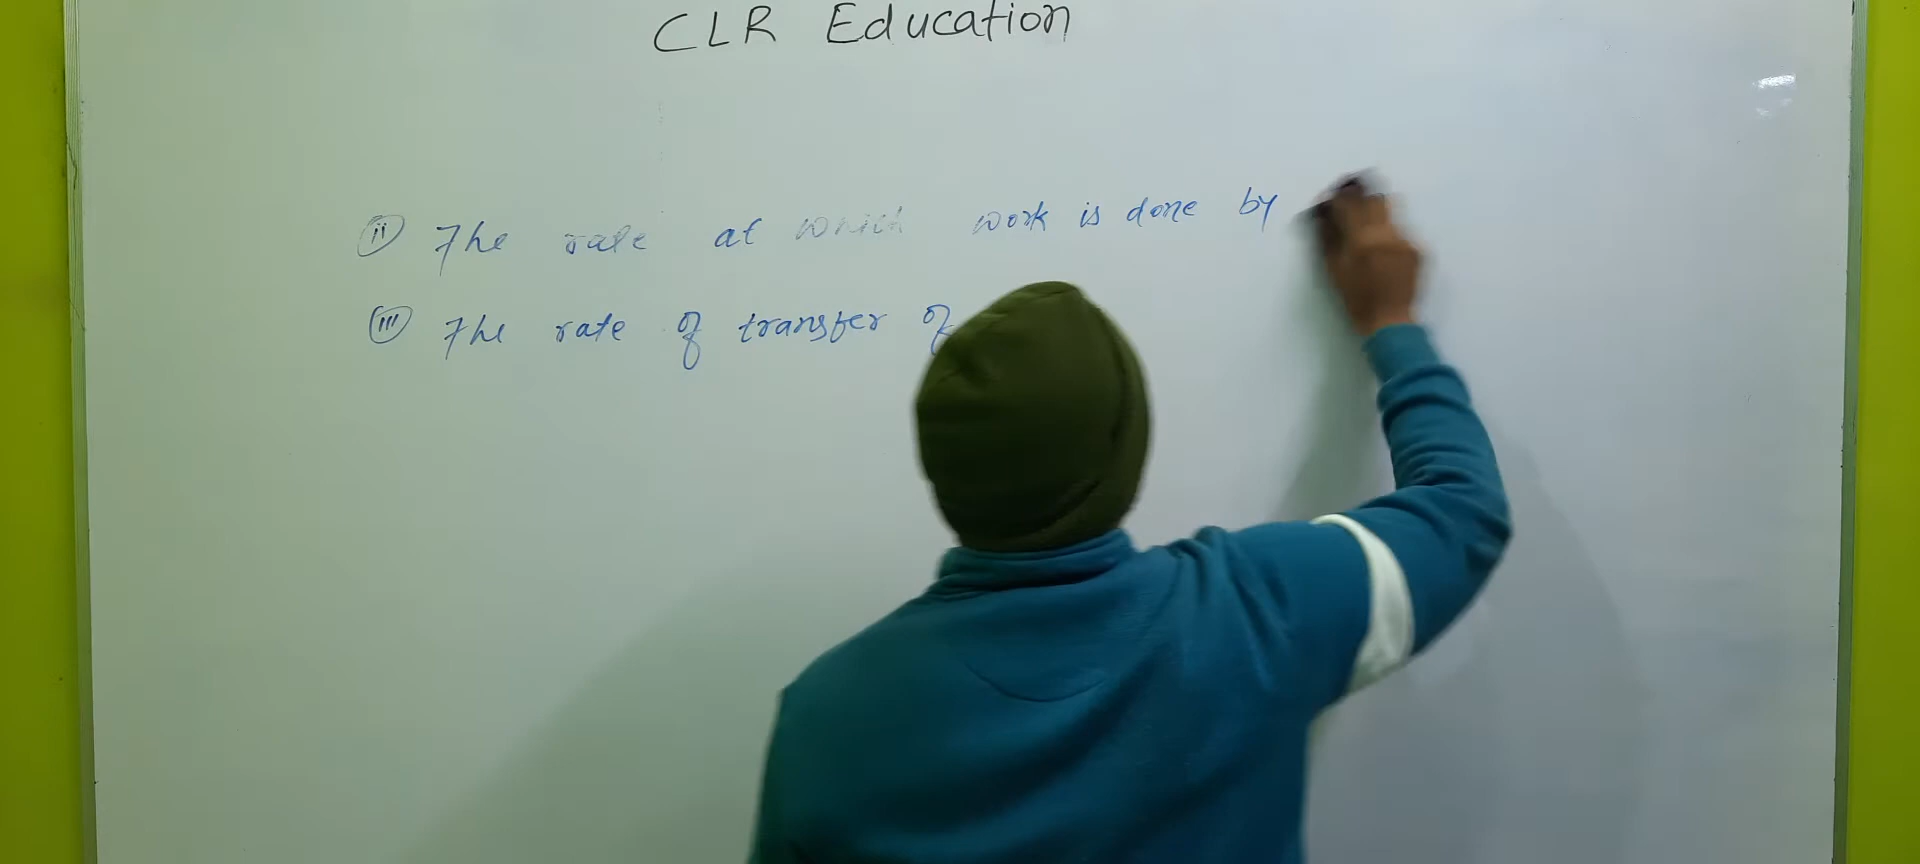 CLR Education
(ii) The rate at which work is done by
(iii) The rate of transfer of